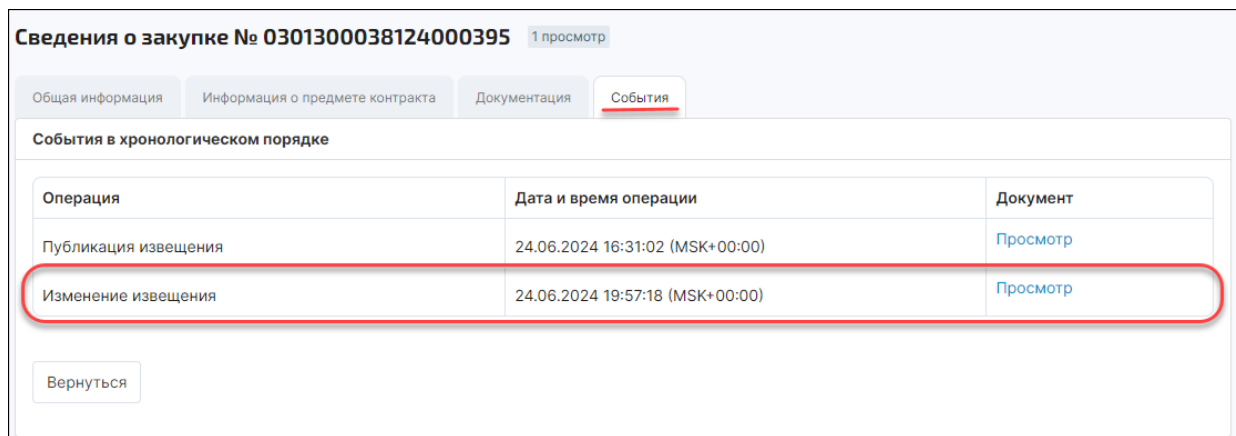 Сведения о закупке № 0301300038124000395 1 просмотр
Общая информация Информация о предмете контракта Документация События
События в хронологическом порядке
Операция Дата и время операции Документ
Публикация извещения 24.06.2024 16:31:02 (MSK+00:00) Просмотр
Изменение извещения 24.06.2024 19:57:18 (MSK+00:00) Просмотр
Вернуться